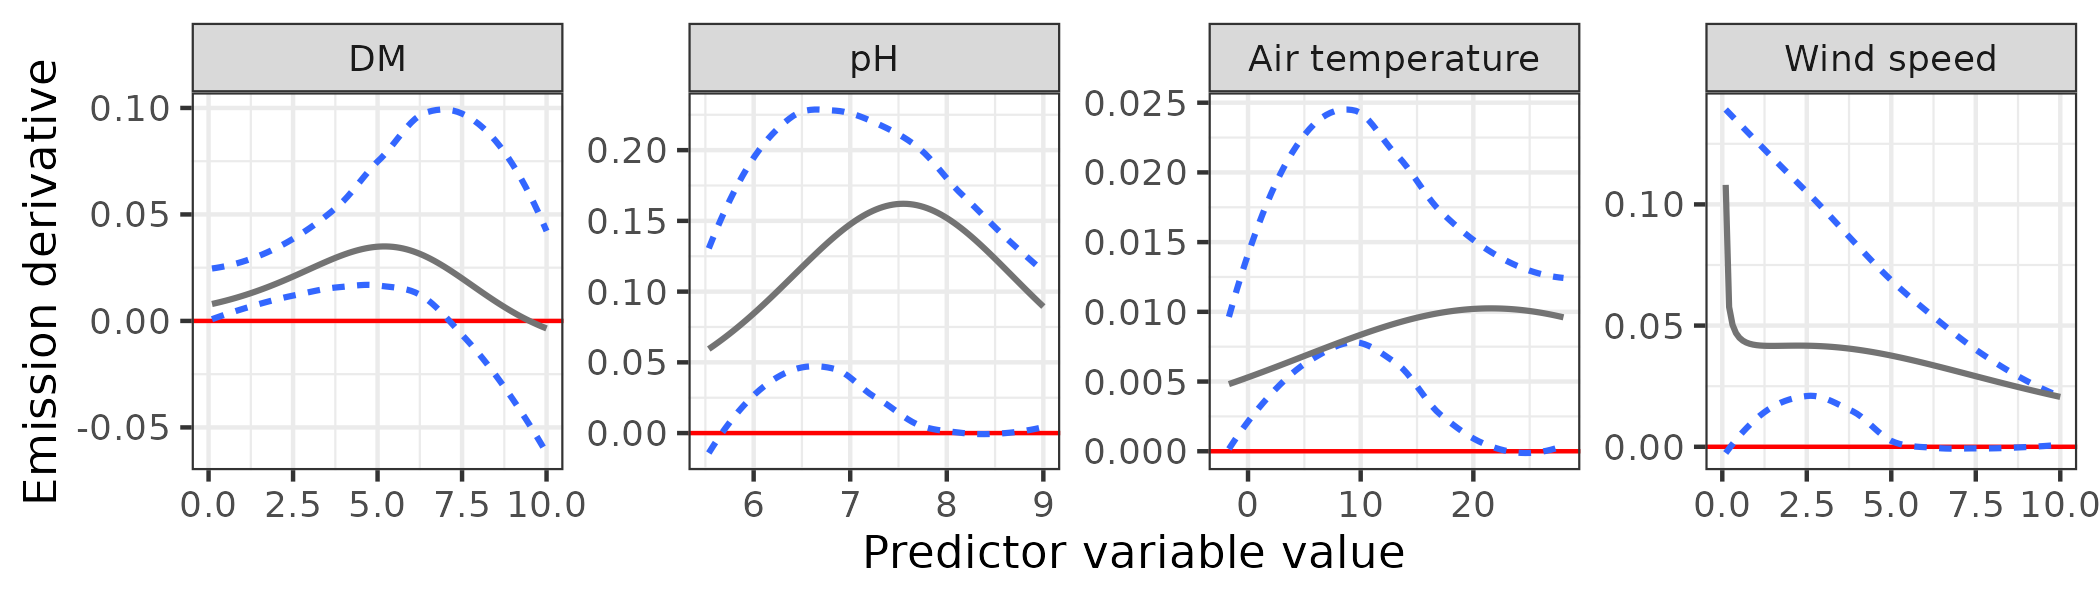 DM
pH
Air temperature
Wind speed
Emission derivative
0.10
0.05
0.00
-0.05
0.0 2.5 5.0 7.5 10.0
0.20
0.15
0.10
0.05
0.00
6 7 8 9
0.025
0.020
0.015
0.010
0.005
0.000
0 10 20
0.10
0.05
0.00
0.0 2.5 5.0 7.5 10.0
Predictor variable value